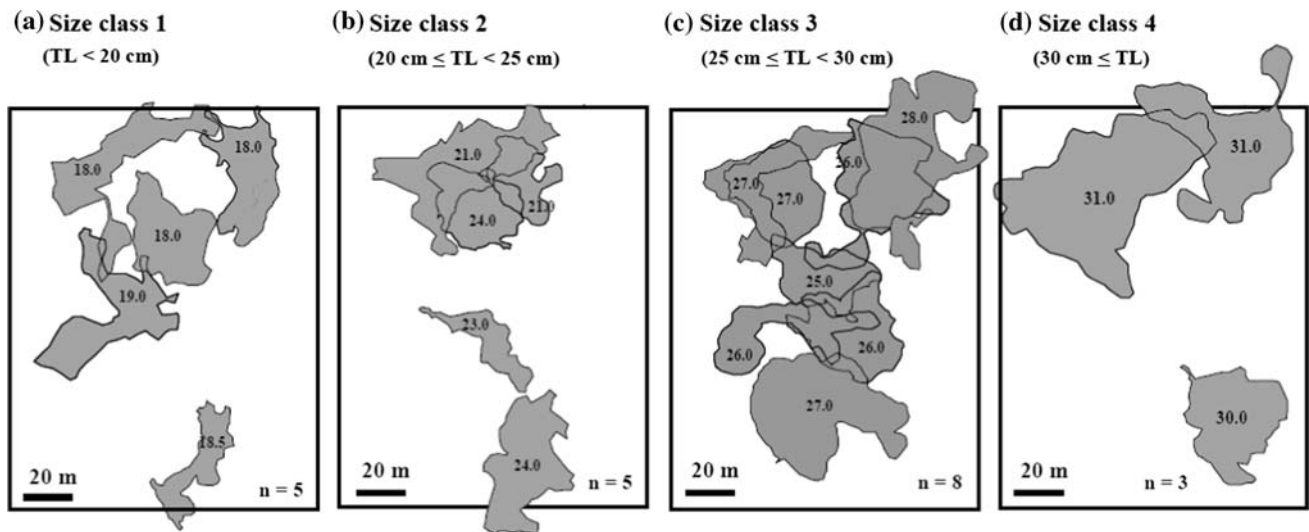 (a) Size class 1
(TL < 20 cm)
18.0
18.0
18.0
19.0
18.5
20 m
n = 5
(b) Size class 2
(20 cm ≤ TL < 25 cm)
21.0
21.0
24.0
23.0
24.0
20 m
n = 5
(c) Size class 3
(25 cm ≤ TL < 30 cm)
28.0
26.0
27.0
27.0
25.0
26.0
26.0
27.0
20 m
n = 8
(d) Size class 4
(30 cm ≤ TL)
31.0
31.0
30.0
20 m
n = 3